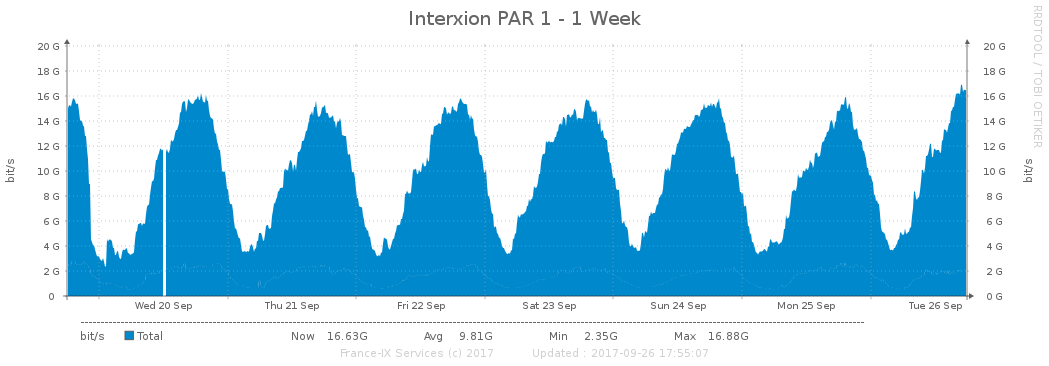 Interxion PAR 1 - 1 Week
RRDTOOL / TOBI OETIKER
bit/s
20 G
18 G
16 G
14 G
12 G
10 G
8 G
6 G
4 G
2 G
0
20 G
18 G
16 G
14 G
12 G
10 G
8 G
6 G
4 G
2 G
0 G
bit/s
Wed 20 Sep Thu 21 Sep Fri 22 Sep Sat 23 Sep Sun 24 Sep Mon 25 Sep Tue 26 Sep
bit/s Total Now 16.63G Avg 9.81G Min 2.35G Max 16.88G
France-IX Services (c) 2017 Updated : 2017-09-26 17:55:07